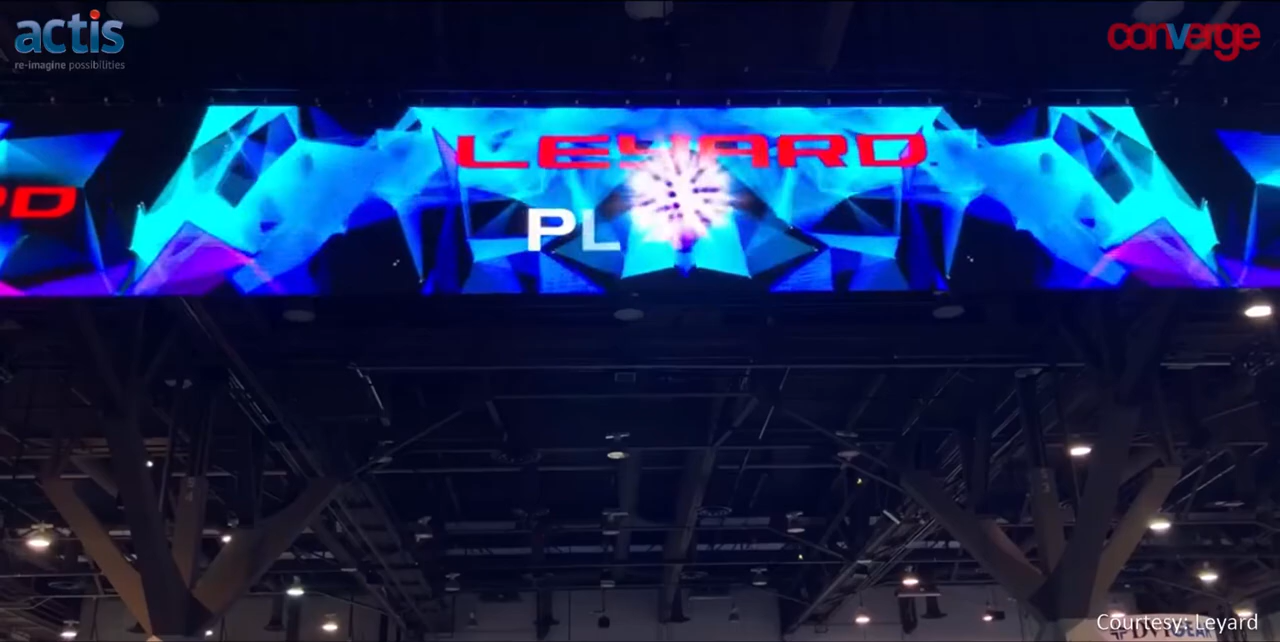 actis
re-imagine possibilities
converge
LEYARD
PL
Courtesy: Leyard